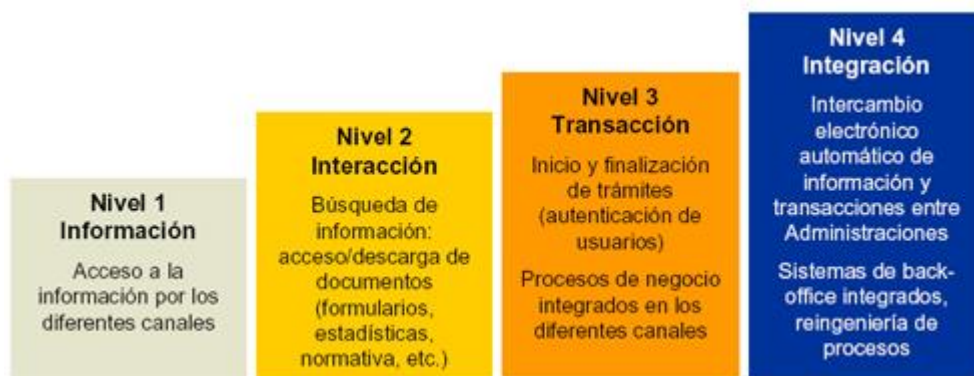 Nivel 1
Información
Acceso a la
información por los
diferentes canales
Nivel 2
Interacción
Búsqueda de
información:
acceso/descarga de
documentos
(formularios,
estadísticas,
normativa, etc.)
Nivel 3
Transacción
Inicio y finalización
de trámites
(autenticación de
usuarios)
Procesos de negocio
integrados en los
diferentes canales
Nivel 4
Integración
Intercambio
electrónico
automático de
información y
transacciones entre
Administraciones
Sistemas de back-
office integrados,
reingeniería de
procesos